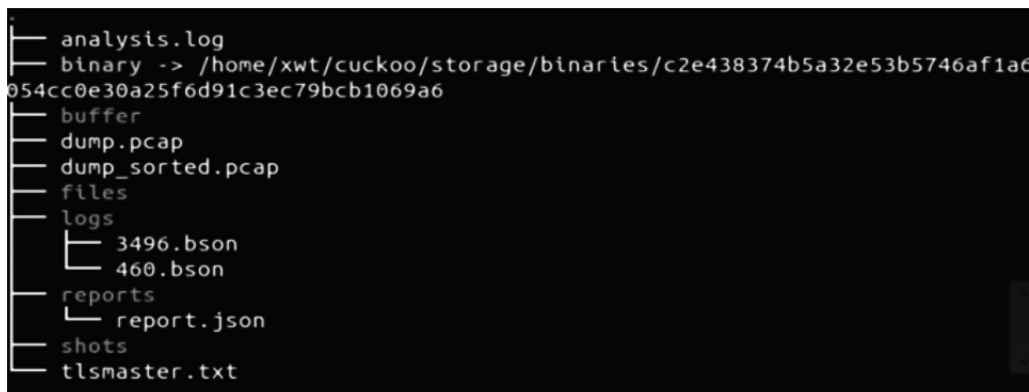 .
├── analysis.log
├── binary -> /home/xwt/cuckoo/storage/binaries/c2e438374b5a32e53b5746af1a6
054cc0e30a25f6d91c3ec79bcb1069a6
├── buffer
├── dump.pcap
├── dump_sorted.pcap
├── files
├── logs
│   ├── 3496.bson
│   └── 460.bson
├── reports
│   └── report.json
├── shots
└── tlsmaster.txt